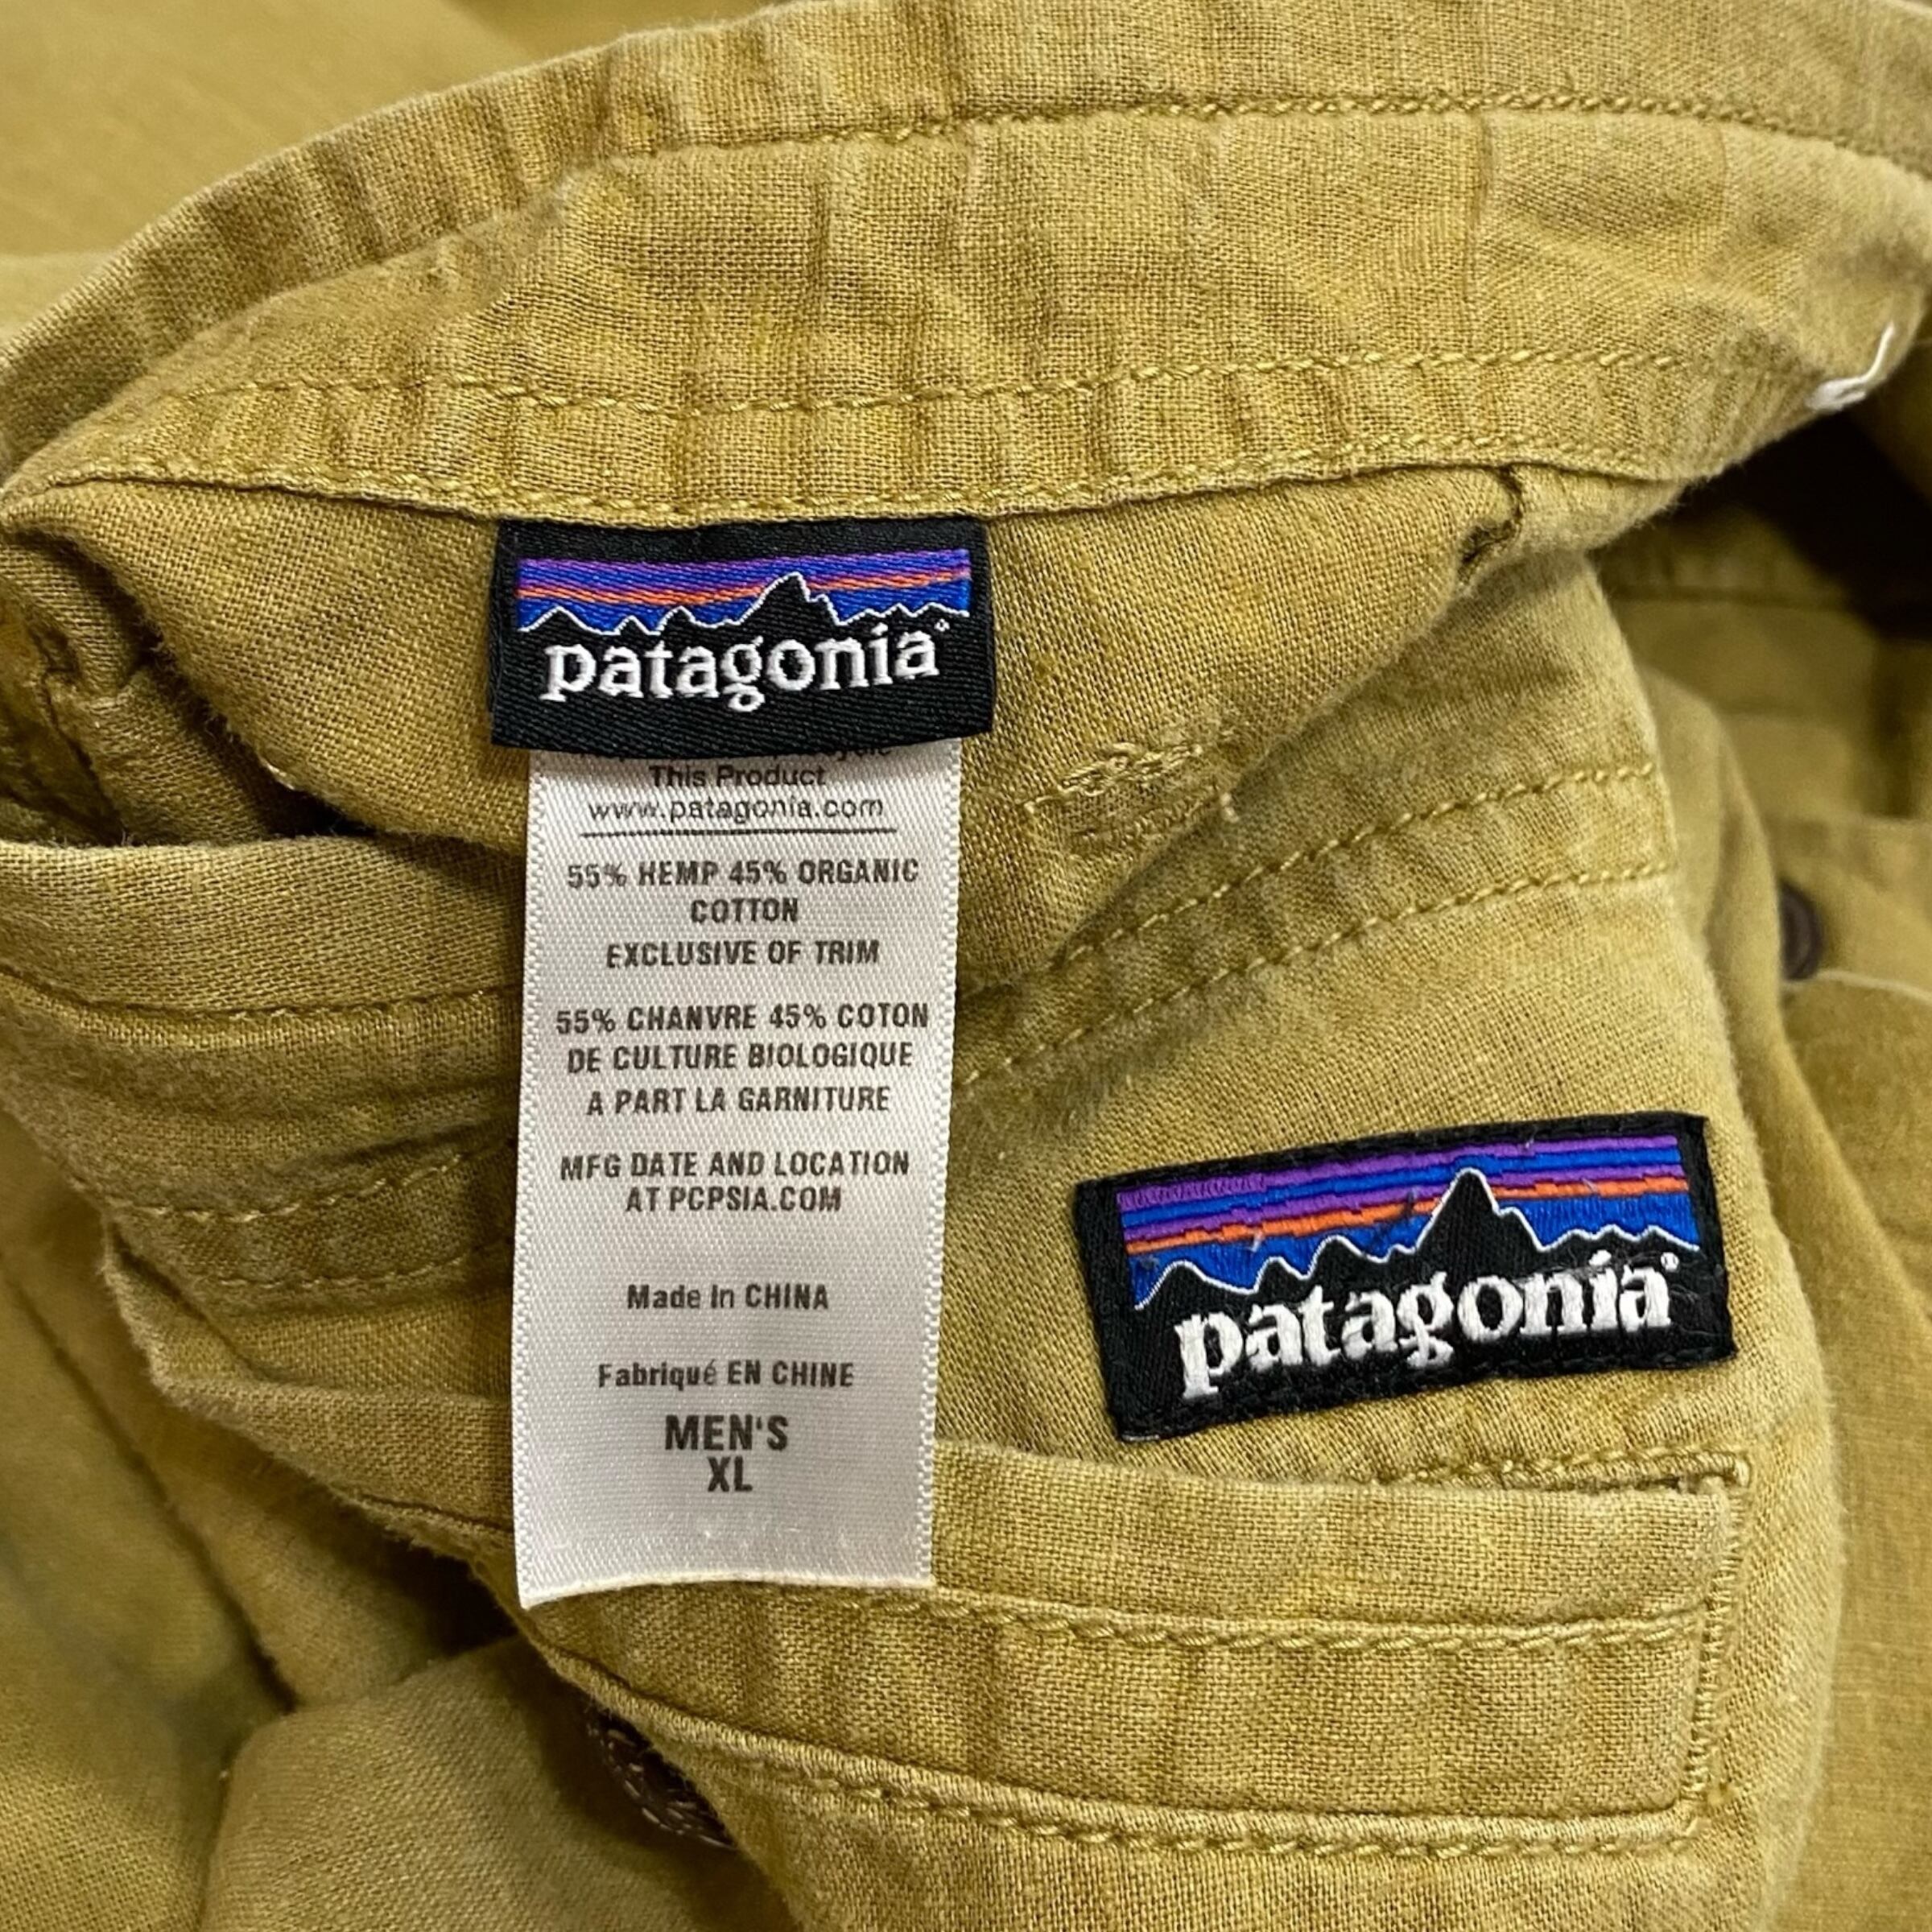 patagonia®
This Product
www.patagonia.com
55% HEMP 45% ORGANIC
COTTON
EXCLUSIVE OF TRIM
55% CHANVRE 45% COTON
DE CULTURE BIOLOGIQUE
A PART LA GARNITURE
MFG DATE AND LOCATION
AT PCPSIA.COM
Made In CHINA
Fabriqué EN CHINE
MEN'S
XL
patagonia®